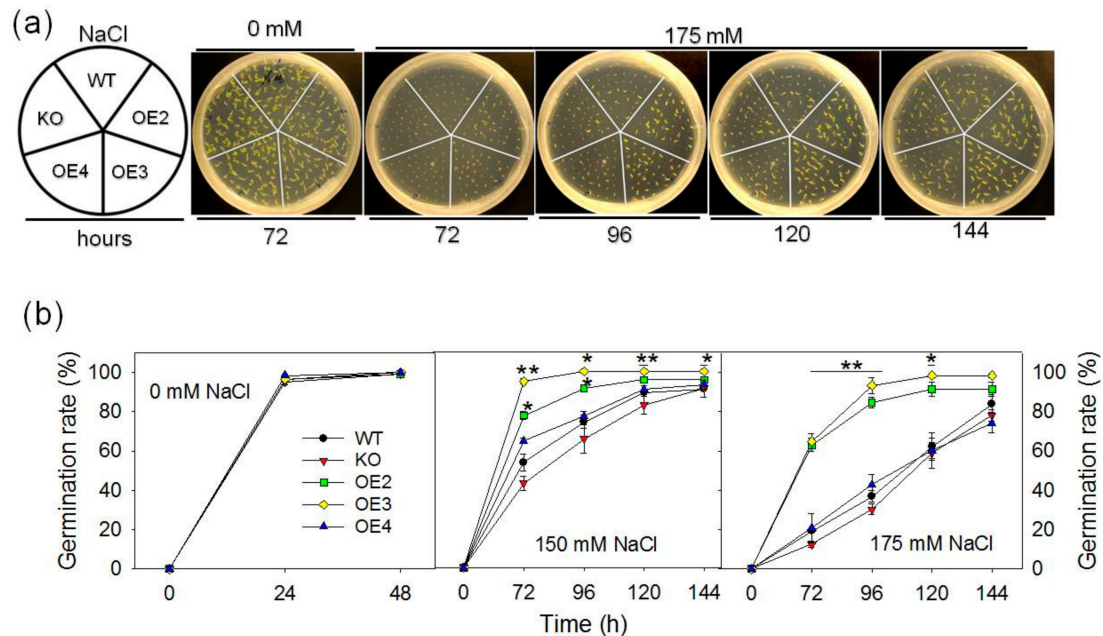 (a)
NaCl
0 mM
175 mM
WT
KO
OE2
OE4
OE3
hours
72
72
96
120
144
(b)
Germination rate (%)
100
80
60
40
20
0
0 mM NaCl
WT
KO
OE2
OE3
OE4
0
24
48
**
*
*
*
**
*
150 mM NaCl
0
72
96
120
144
**
*
175 mM NaCl
0
72
96
120
144
100
80
60
40
20
0
Germination rate (%)
Time (h)